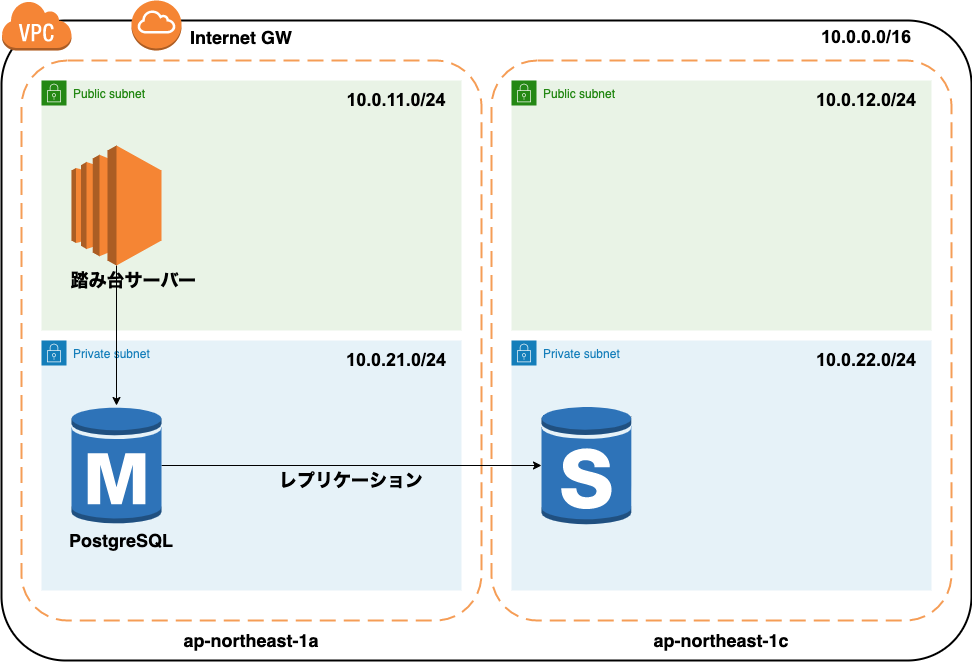 VPC
Internet GW
10.0.0.0/16
Public subnet
10.0.11.0/24
Public subnet
10.0.12.0/24
踏み台サーバー
Private subnet
10.0.21.0/24
Private subnet
10.0.22.0/24
M
S
レプリケーション
PostgreSQL
ap-northeast-1a
ap-northeast-1c